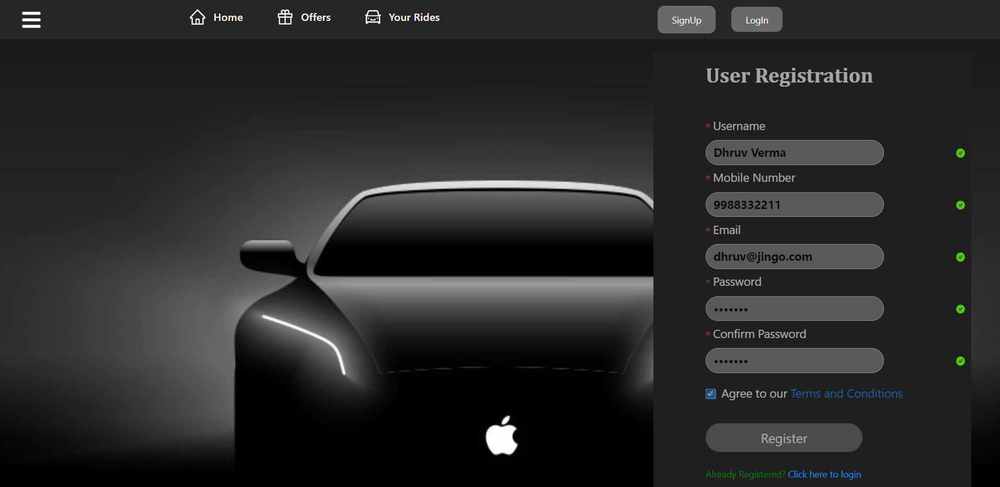 Home Offers Your Rides SignUp LogIn
User Registration
* Username
Dhruv Verma
* Mobile Number
9988332211
* Email
dhruv@jingo.com
* Password
•••••••
* Confirm Password
•••••••
Agree to our Terms and Conditions
Register
Already Registered? Click here to login